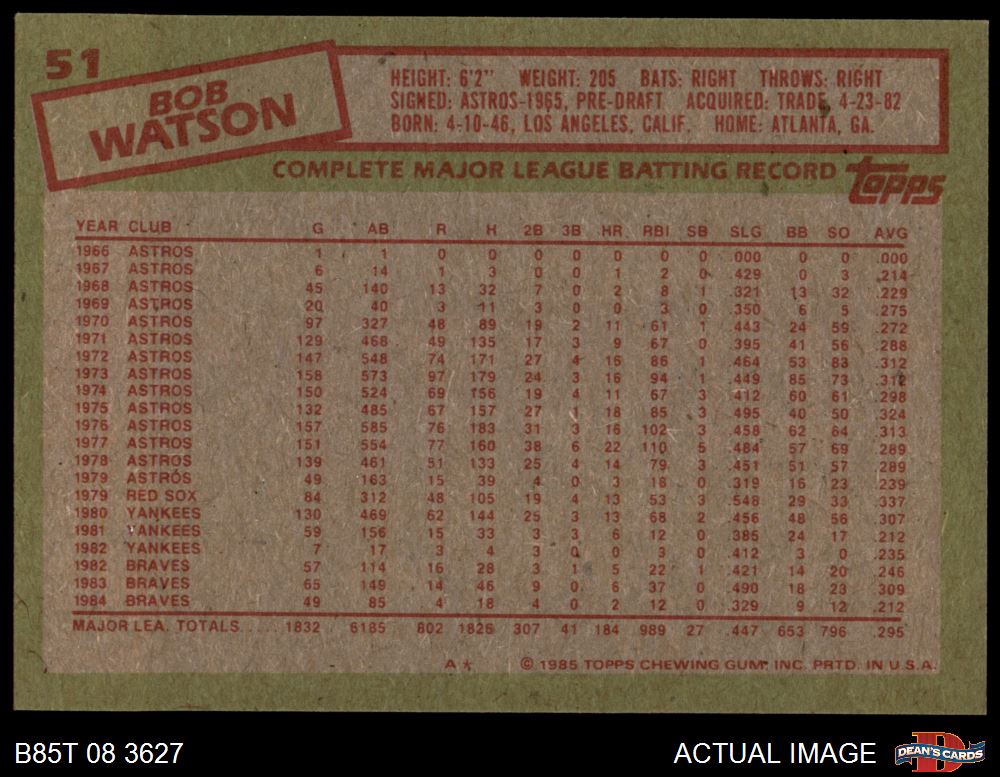 51
BOB
WATSON
HEIGHT: 6'2" WEIGHT: 205 BATS: RIGHT THROWS: RIGHT
SIGNED: ASTROS-1965, PRE-DRAFT ACQUIRED: TRADE, 4-23-82
BORN: 4-10-46, LOS ANGELES, CALIF. HOME: ATLANTA, GA.
COMPLETE MAJOR LEAGUE BATTING RECORD topps
YEAR CLUB G AB R H 2B 3B HR RBI SB SLG BB SO AVG
1966 ASTROS 1 1 0 0 0 0 0 0 0 .000 0 0 .000
1967 ASTROS 6 14 1 3 0 0 1 2 0 .429 0 3 .214
1968 ASTROS 45 140 13 32 7 0 2 8 1 .321 13 32 .229
1969 ASTROS 20 40 3 11 3 0 0 3 0 .350 6 5 .275
1970 ASTROS 97 327 48 89 19 2 11 61 1 .443 24 59 .272
1971 ASTROS 129 468 49 135 17 3 9 67 0 .395 41 56 .288
1972 ASTROS 147 548 74 171 27 4 16 86 1 .464 53 83 .312
1973 ASTROS 158 573 97 179 24 3 16 94 1 .449 85 73 .312
1974 ASTROS 150 524 69 156 19 4 11 67 3 .412 60 61 .298
1975 ASTROS 132 485 67 157 27 1 18 85 3 .495 40 50 .324
1976 ASTROS 157 585 76 183 31 3 16 102 3 .458 62 64 .313
1977 ASTROS 151 554 77 160 38 6 22 110 5 .484 57 69 .289
1978 ASTROS 139 461 51 133 25 4 14 79 3 .451 51 57 .289
1979 ASTROS 49 163 15 39 4 0 3 18 0 .319 16 23 .239
1979 RED SOX 84 312 48 105 19 4 13 53 3 .548 29 33 .337
1980 YANKEES 130 469 62 144 25 3 13 68 2 .456 48 56 .307
1981 YANKEES 59 156 15 33 3 3 6 12 0 .385 24 17 .212
1982 YANKEES 7 17 3 4 3 0 0 3 0 .412 3 0 .235
1982 BRAVES 57 114 16 28 3 1 5 22 1 .421 14 20 .246
1983 BRAVES 65 149 14 46 9 0 6 37 0 .490 18 23 .309
1984 BRAVES 49 85 4 18 4 0 2 12 0 .329 9 12 .212
MAJOR LEA. TOTALS..... 1832 6185 802 1826 307 41 184 989 27 .447 653 796 .295
A* © 1985 TOPPS CHEWING GUM, INC. PRTD. IN U.S.A.
B85T 08 3627 ACTUAL IMAGE D DEAN'S CARDS